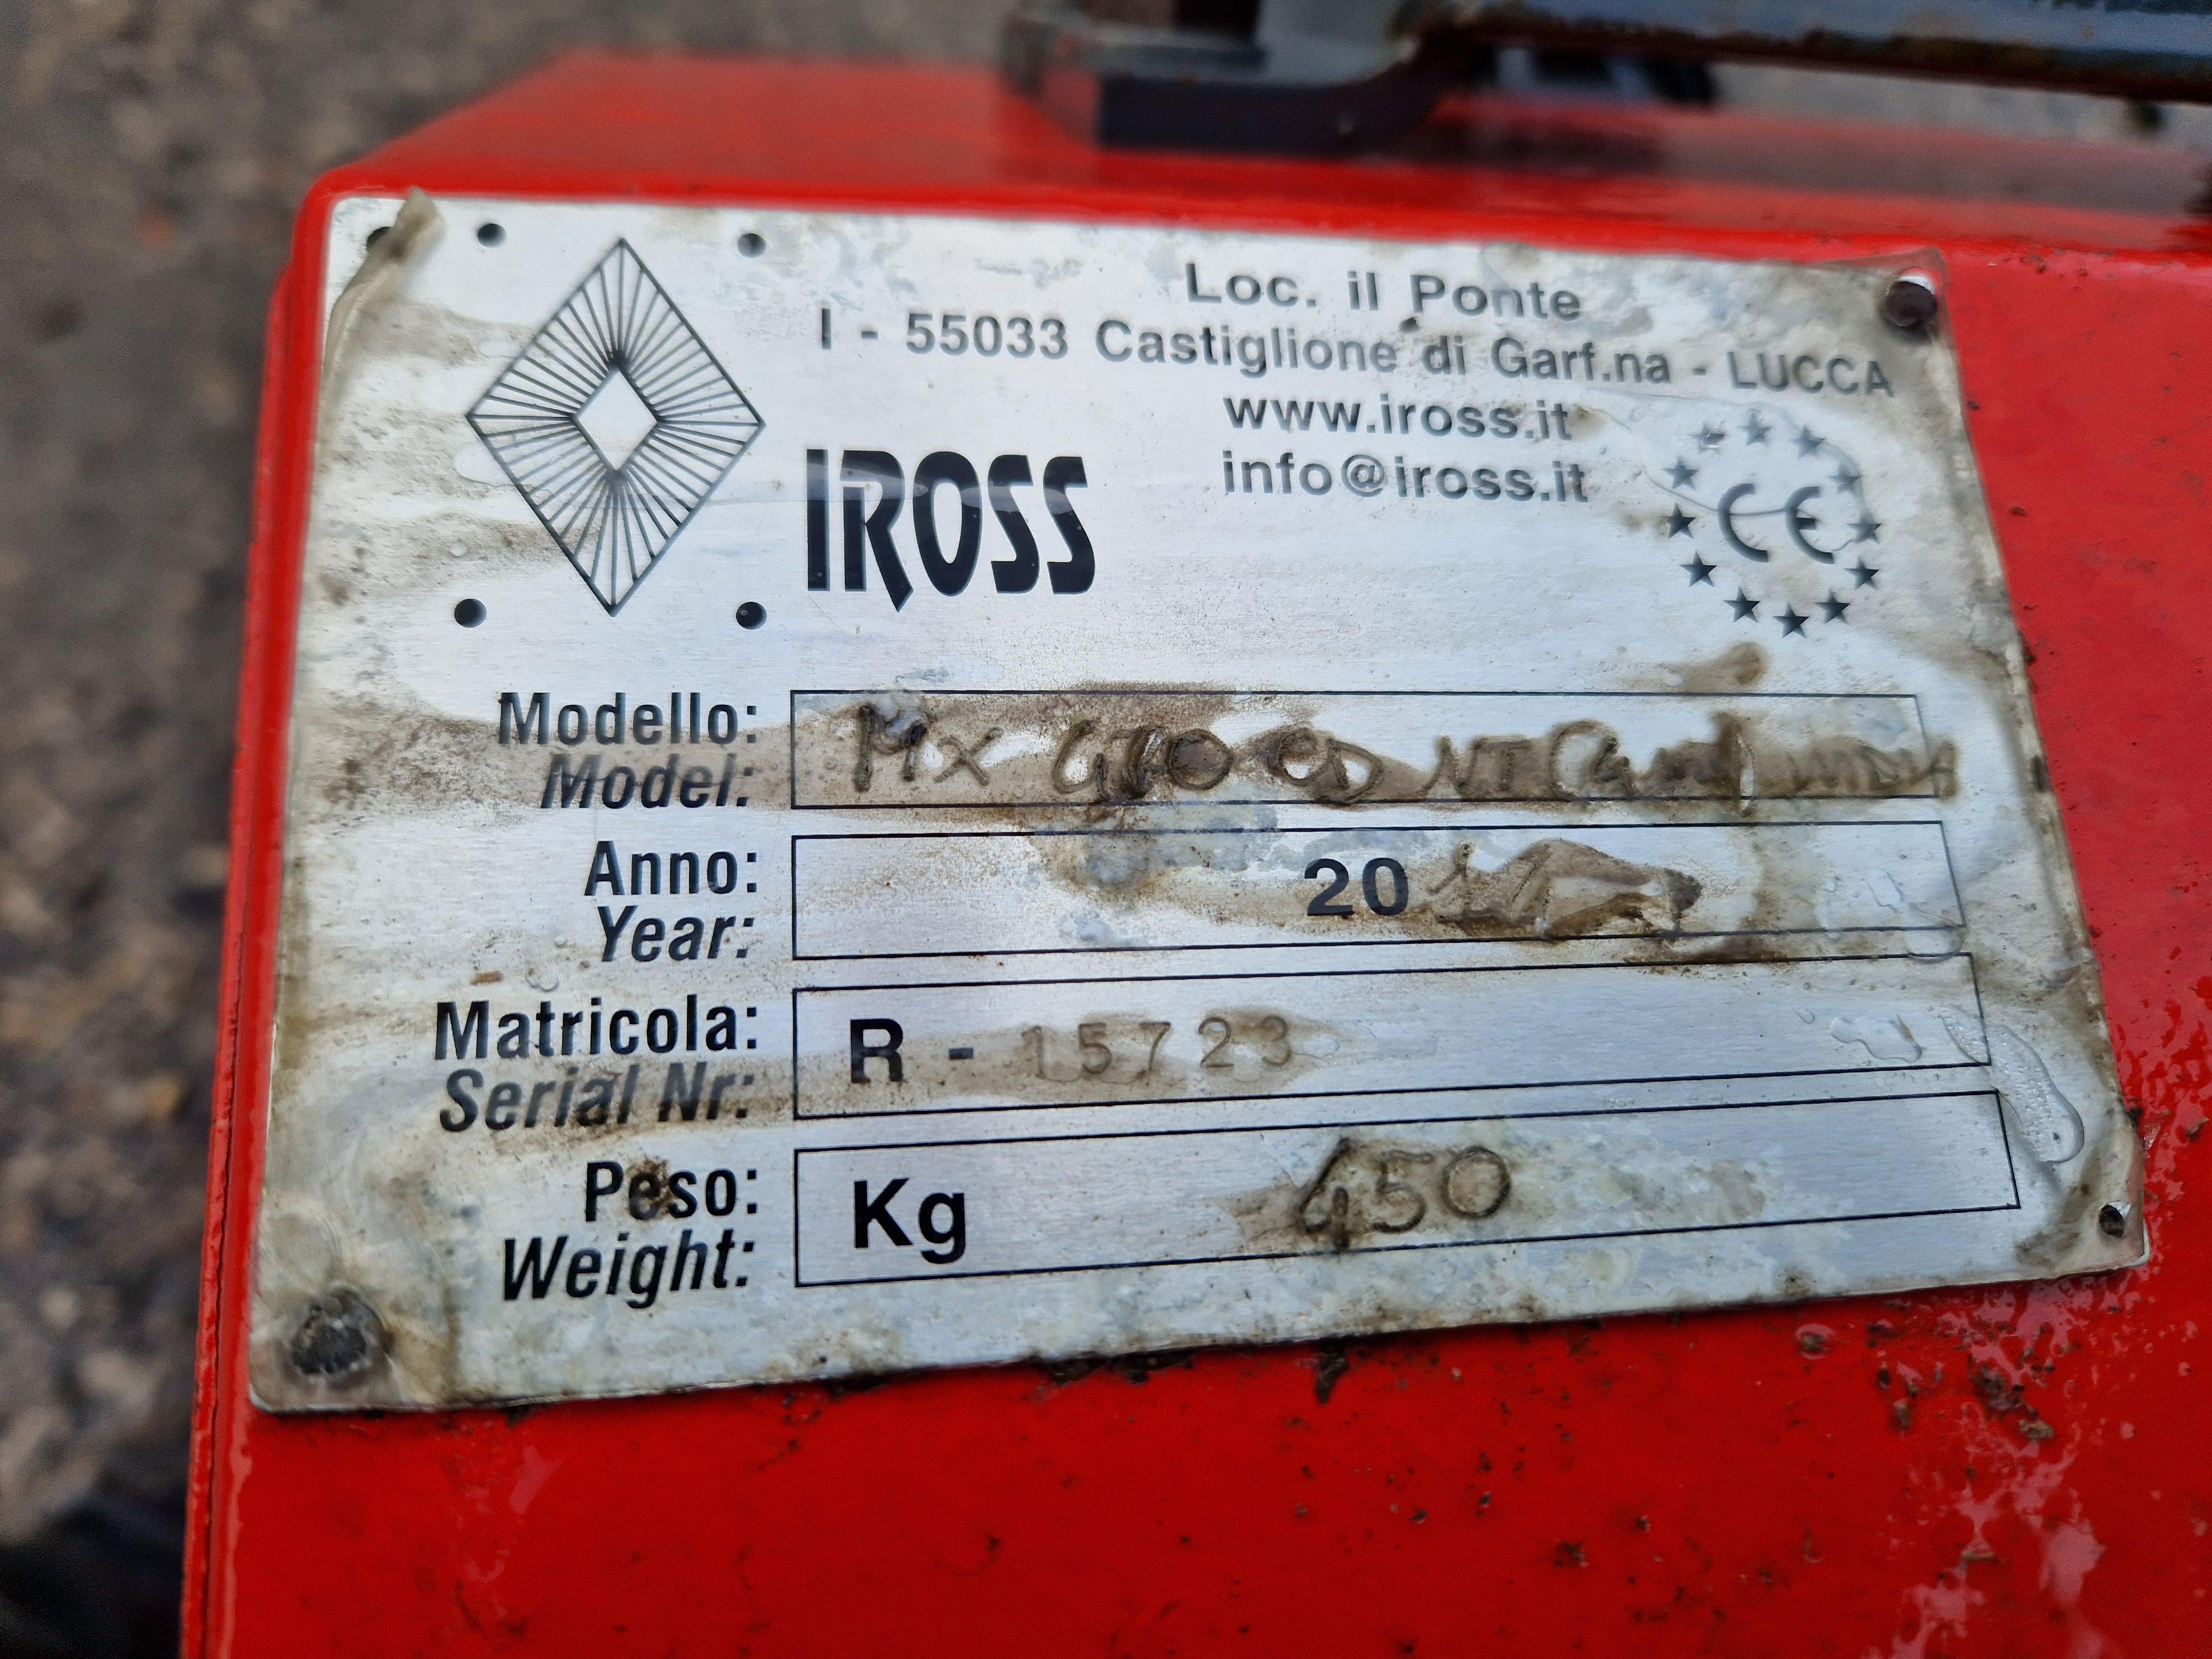 Loc. il Ponte
I - 55033 Castiglione di Garf.na - LUCCA
www.iross.it
info@iross.it
IROSS
CE
Modello: MX
Model:
Anno: 20
Year:
Matricola: R - 15723
Serial Nr:
Peso: Kg 450
Weight: